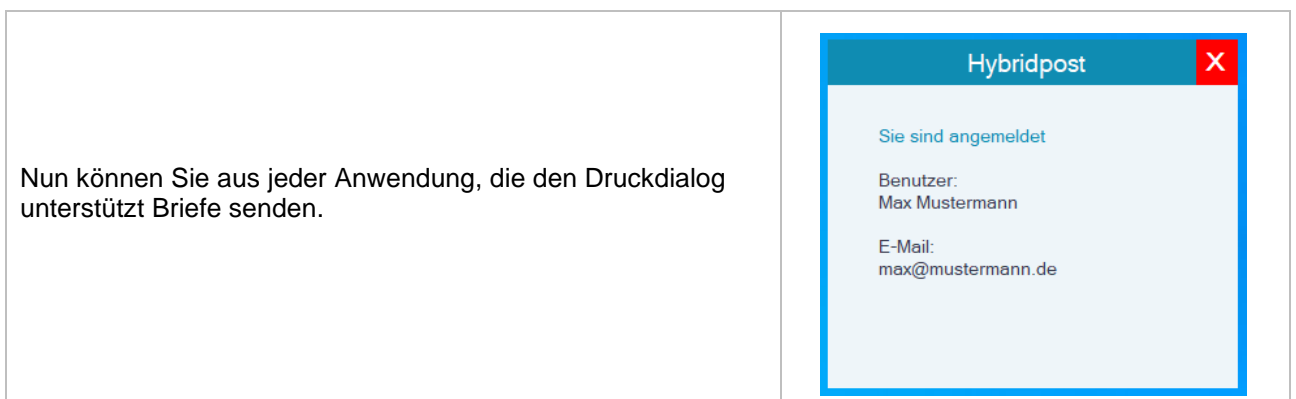 Nun können Sie aus jeder Anwendung, die den Druckdialog
unterstützt Briefe senden.
Hybridpost
X
Sie sind angemeldet
Benutzer:
Max Mustermann
E-Mail:
max@mustermann.de